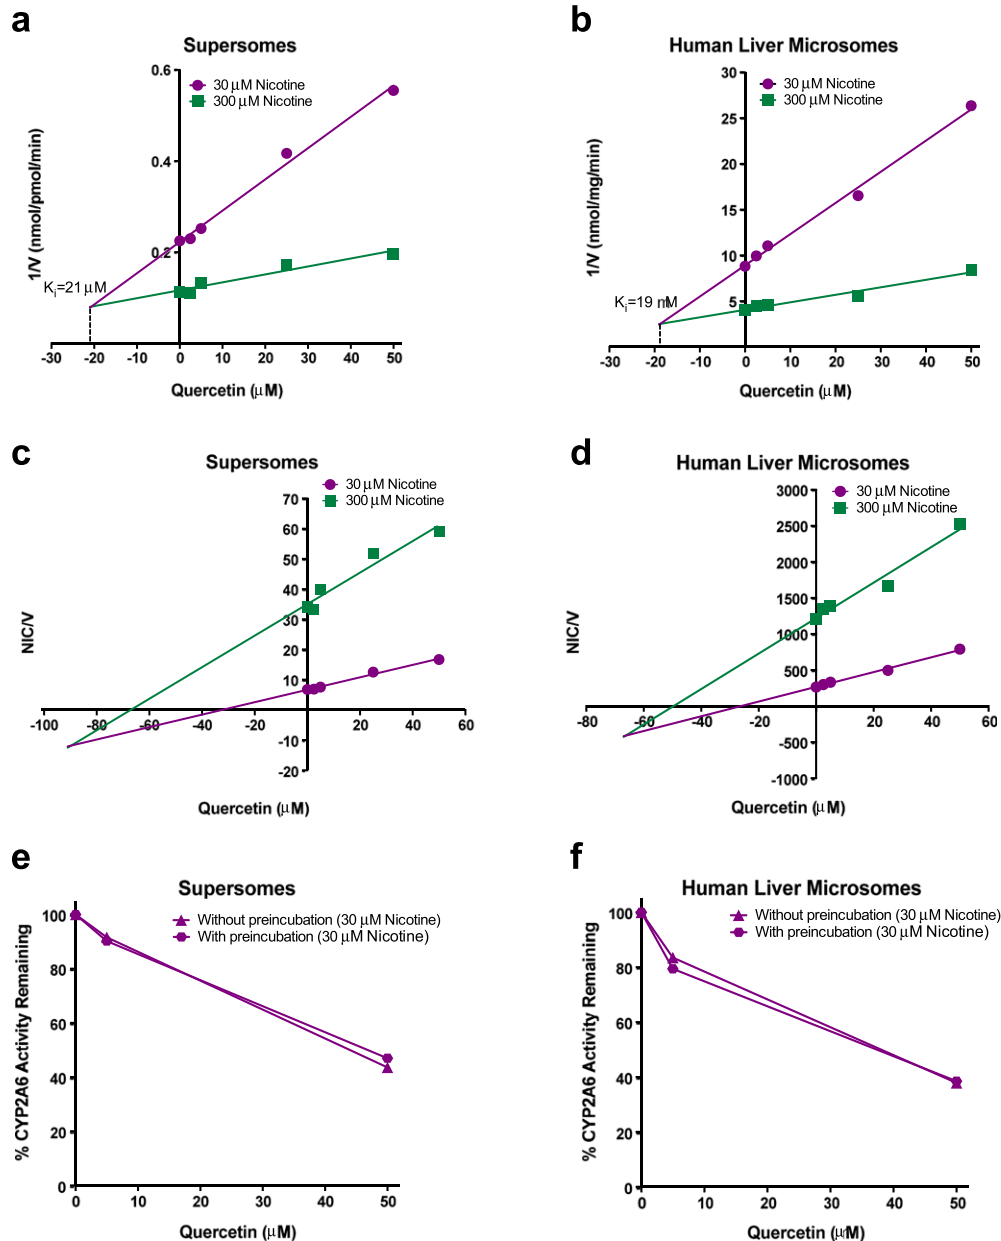 a
Supersomes
30 μM Nicotine
300 μM Nicotine
0.6
0.4
0.2
1/V (nmol/pmol/min)
Ki=21 μM
-30 -20 -10 0 10 20 30 40 50
Quercetin (μM)
b
Human Liver Microsomes
30 μM Nicotine
300 μM Nicotine
30
25
20
15
10
5
1/V (nmol/mg/min)
Ki=19 mM
-30 -20 -10 0 10 20 30 40 50
Quercetin (μM)
c
Supersomes
30 μM Nicotine
300 μM Nicotine
70
60
50
40
30
20
10
-10
-20
NIC/V
-100 -80 -60 -40 -20 0 20 40 60
Quercetin (μM)
d
Human Liver Microsomes
30 μM Nicotine
300 μM Nicotine
3000
2500
2000
1500
1000
500
-500
-1000
NIC/V
-80 -60 -40 -20 0 20 40 60
Quercetin (μM)
e
Supersomes
Without preincubation (30 μM Nicotine)
With preincubation (30 μM Nicotine)
100
80
60
40
20
0
% CYP2A6 Activity Remaining
0 10 20 30 40 50
Quercetin (μM)
f
Human Liver Microsomes
Without preincubation (30 μM Nicotine)
With preincubation (30 μM Nicotine)
100
80
60
40
20
0
% CYP2A6 Activity Remaining
0 10 20 30 40 50
Quercetin (μM)